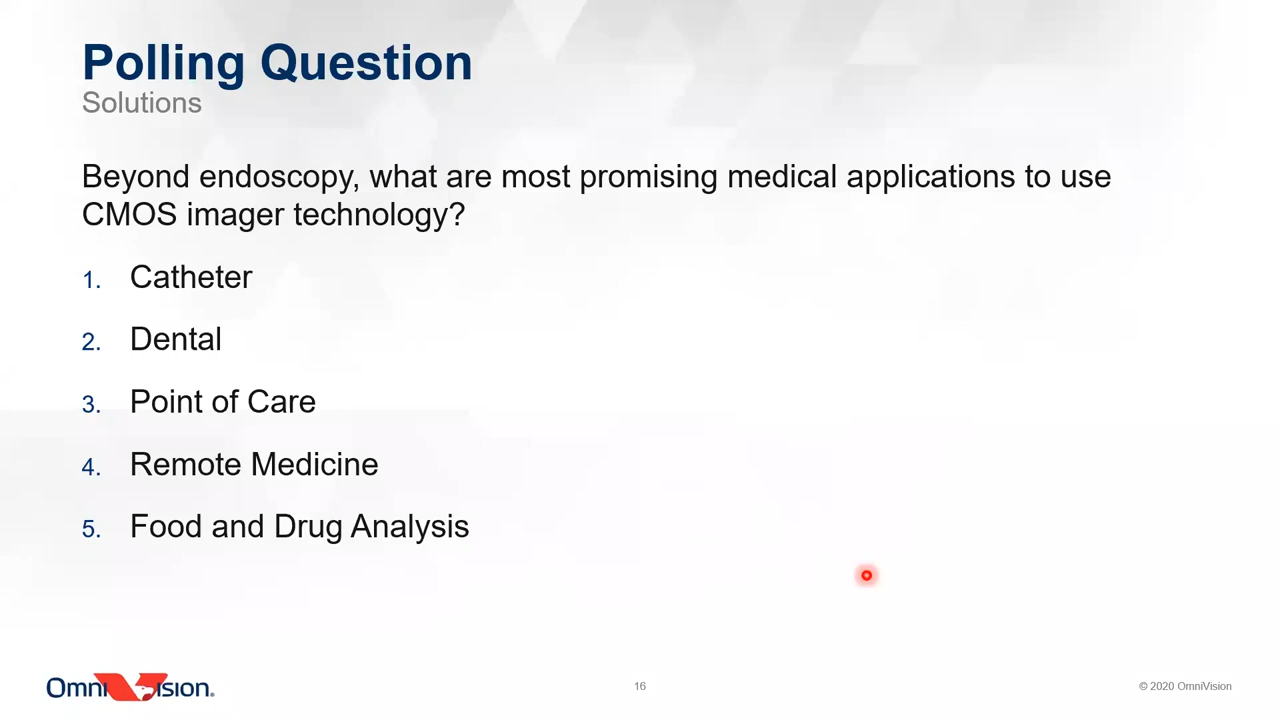 Polling Question
Solutions
Beyond endoscopy, what are most promising medical applications to use
CMOS imager technology?
1. Catheter
2. Dental
3. Point of Care
4. Remote Medicine
5. Food and Drug Analysis
OmniVision®
16
© 2020 OmniVision